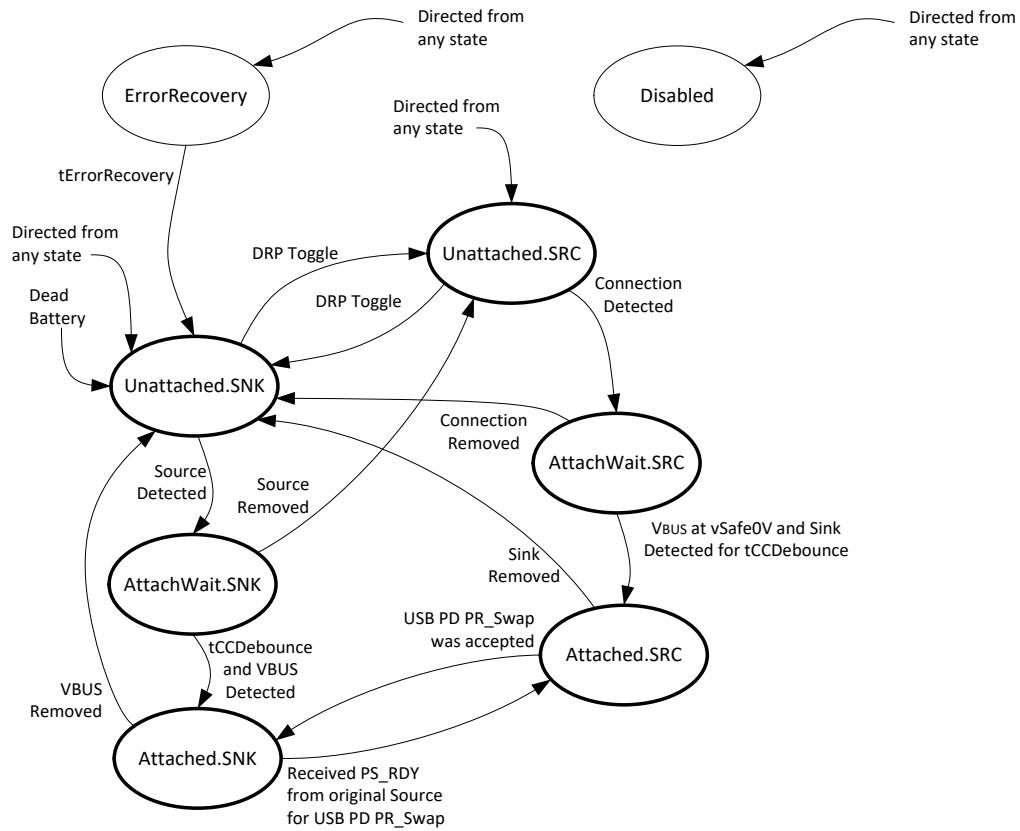 Directed from
any state
Directed from
any state
ErrorRecovery
Disabled
Directed from
any state
tErrorRecovery
Directed from
any state
DRP Toggle
Unattached.SRC
Dead
Battery
DRP Toggle
Connection
Detected
Unattached.SNK
Connection
Removed
AttachWait.SRC
Source
Detected
Source
Removed
VBUS at vSafe0V and Sink
Detected for tCCDebounce
Sink
Removed
AttachWait.SNK
USB PD PR_Swap
was accepted
tCCDebounce
and VBUS
Detected
Attached.SRC
VBUS
Removed
Attached.SNK
Received PS_RDY
from original Source
for USB PD PR_Swap